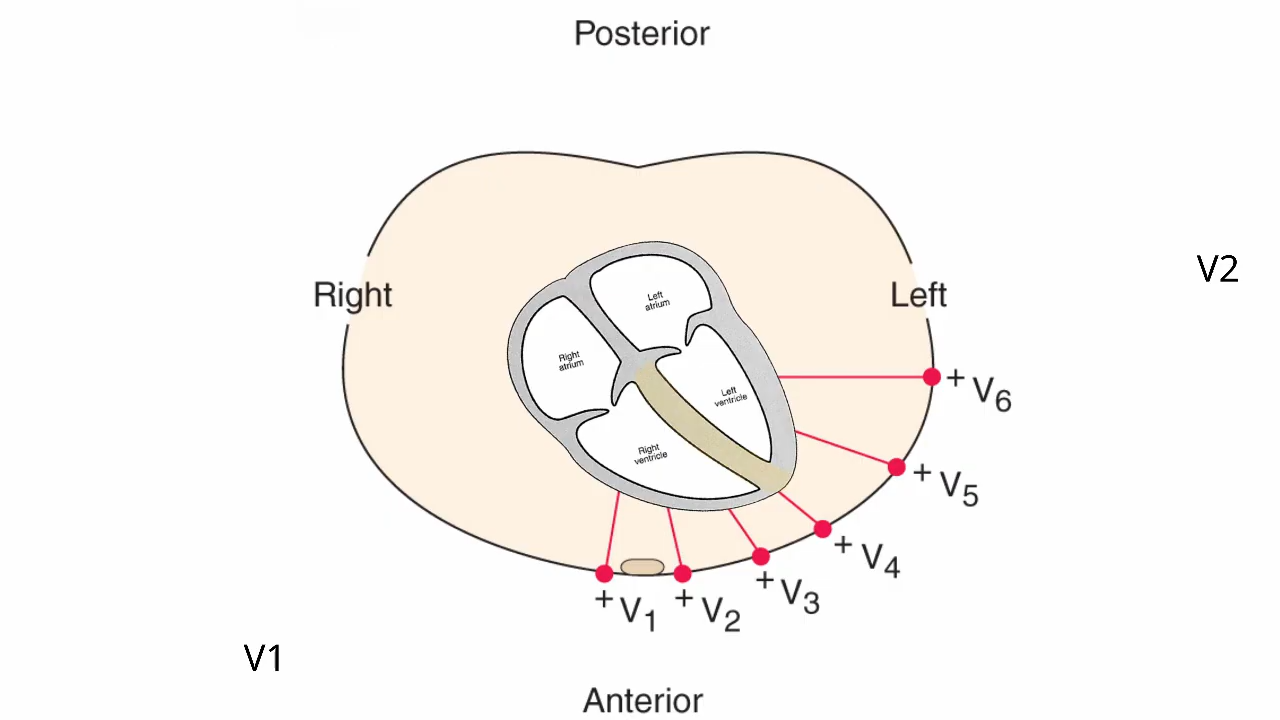 Posterior
Left
atrium
V2
Right
Left
Right
atrium
+ V6
Left
ventricle
Right
ventricle
+ V5
+ V4
+ V3
+ V1
+ V2
V1
Anterior